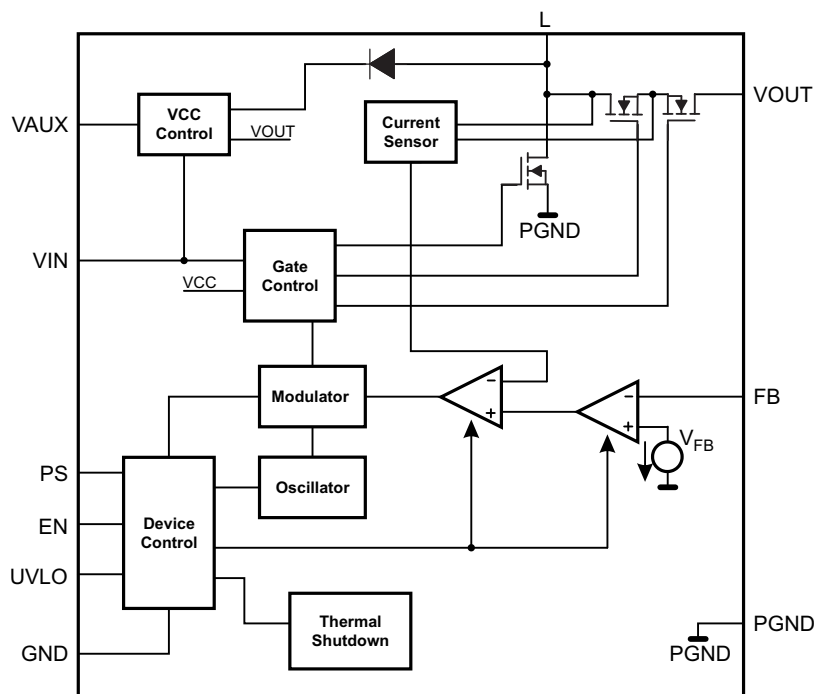 L
VAUX
VCC
Control
VOUT
Current
Sensor
VOUT
PGND
VIN
VCC
Gate
Control
Modulator
-
+
-
+
FB
VFB
PS
EN
UVLO
GND
Device
Control
Oscillator
Thermal
Shutdown
PGND
PGND